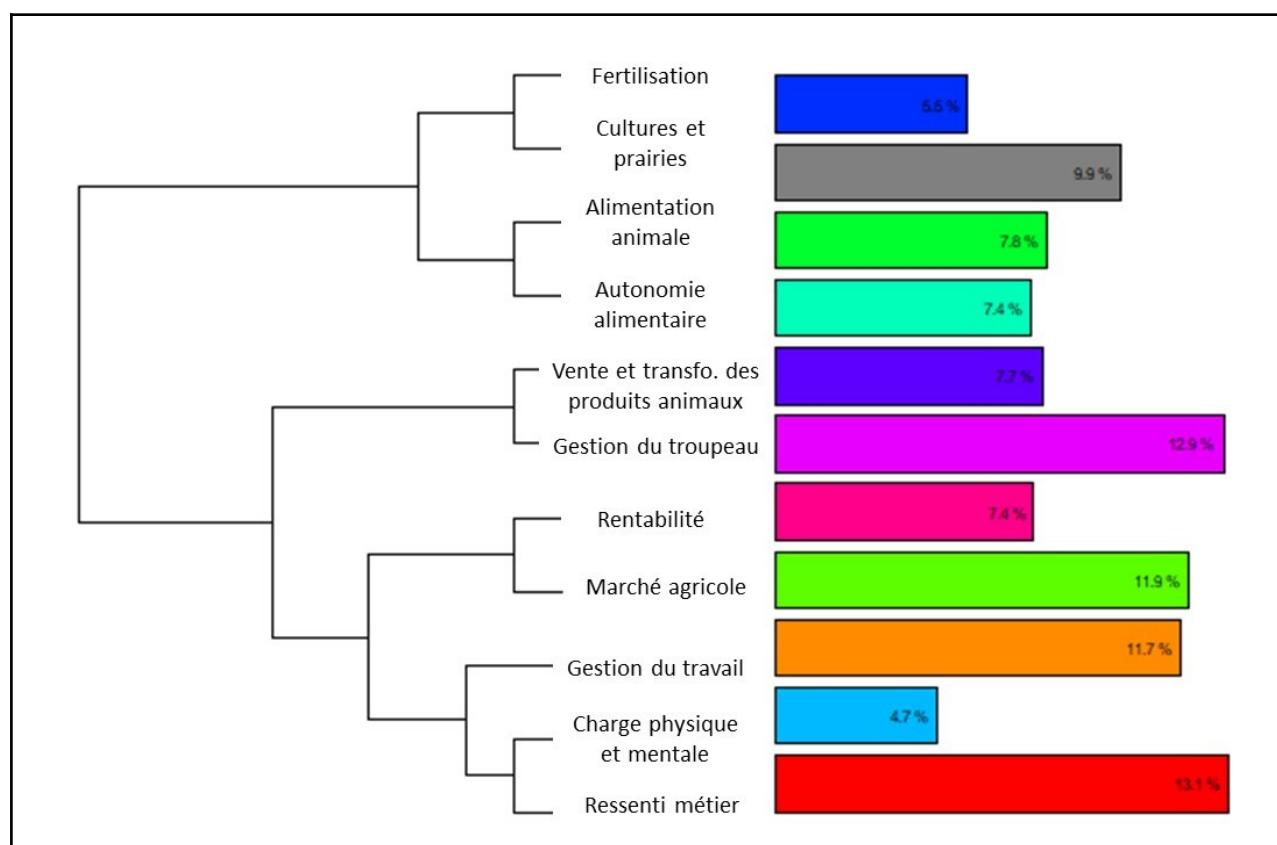 Fertilisation
5.5 %
Cultures et
prairies
9.9 %
Alimentation
animale
7.8 %
Autonomie
alimentaire
7.4 %
Vente et transfo. des
produits animaux
7.7 %
Gestion du troupeau
12.9 %
Rentabilité
7.4 %
Marché agricole
11.9 %
Gestion du travail
11.7 %
Charge physique
et mentale
4.7 %
Ressenti métier
13.1 %